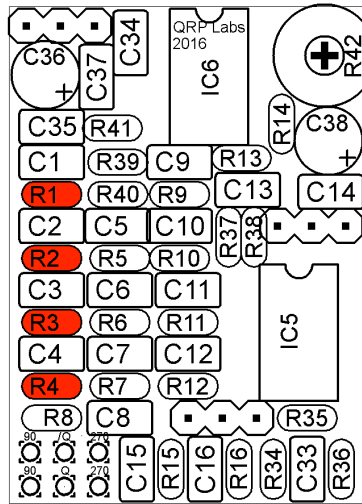 C36
C37
C34
QRP Labs
2016
IC6
R42
C35
R41
R14
C38
C1
R39
C9
R13
R1
R40
R9
C13
C14
C2
C5
C10
R37
R38
R2
R5
R10
C3
C6
C11
IC5
R3
R6
R11
C4
C7
C12
R4
R7
R12
R8
C8
R35
90 /Q 270
90 Q 270
C15
R15
C16
R16
R34
C33
R36